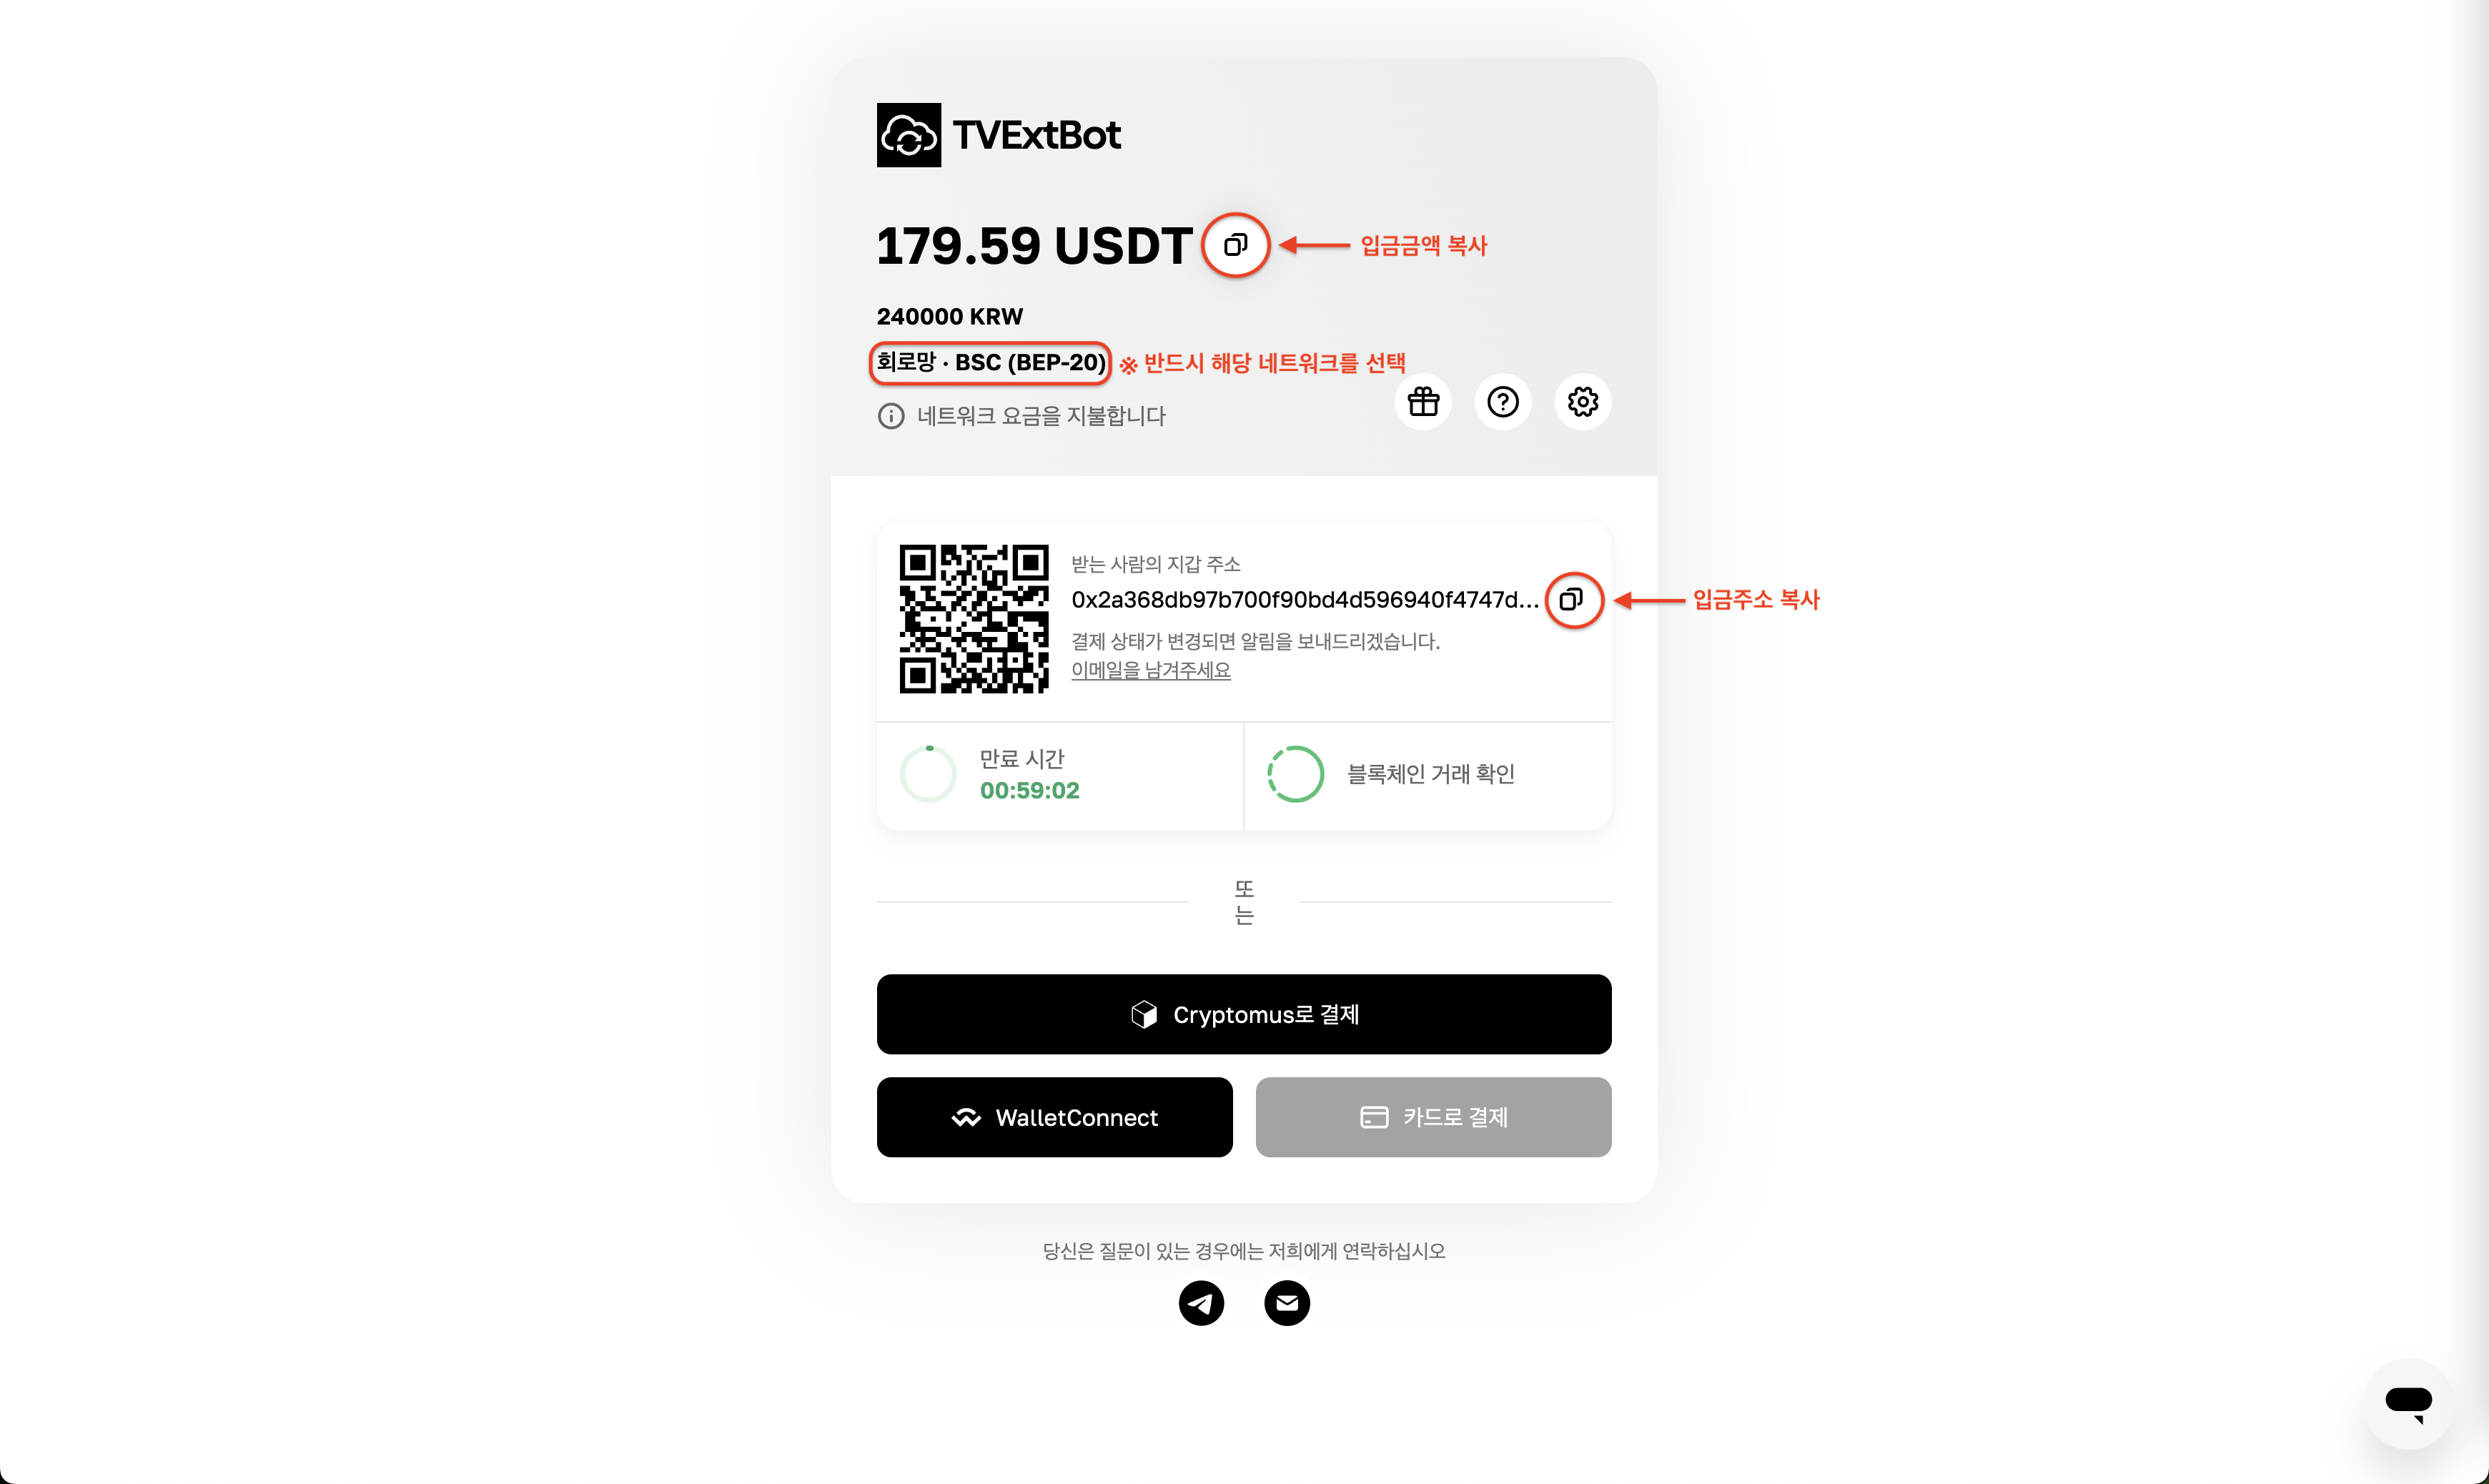 TVExtBot
179.59 USDT
입금금액 복사
240000 KRW
회로망 · BSC (BEP-20)
※ 반드시 해당 네트워크를 선택
네트워크 요금을 지불합니다
받는 사람의 지갑 주소
0x2a368db97b700f90bd4d596940f4747d...
입금주소 복사
결제 상태가 변경되면 알림을 보내드리겠습니다.
이메일을 남겨주세요
만료 시간
00:59:02
블록체인 거래 확인
또
는
Cryptomus로 결제
WalletConnect
카드로 결제
당신은 질문이 있는 경우에는 저희에게 연락하십시오